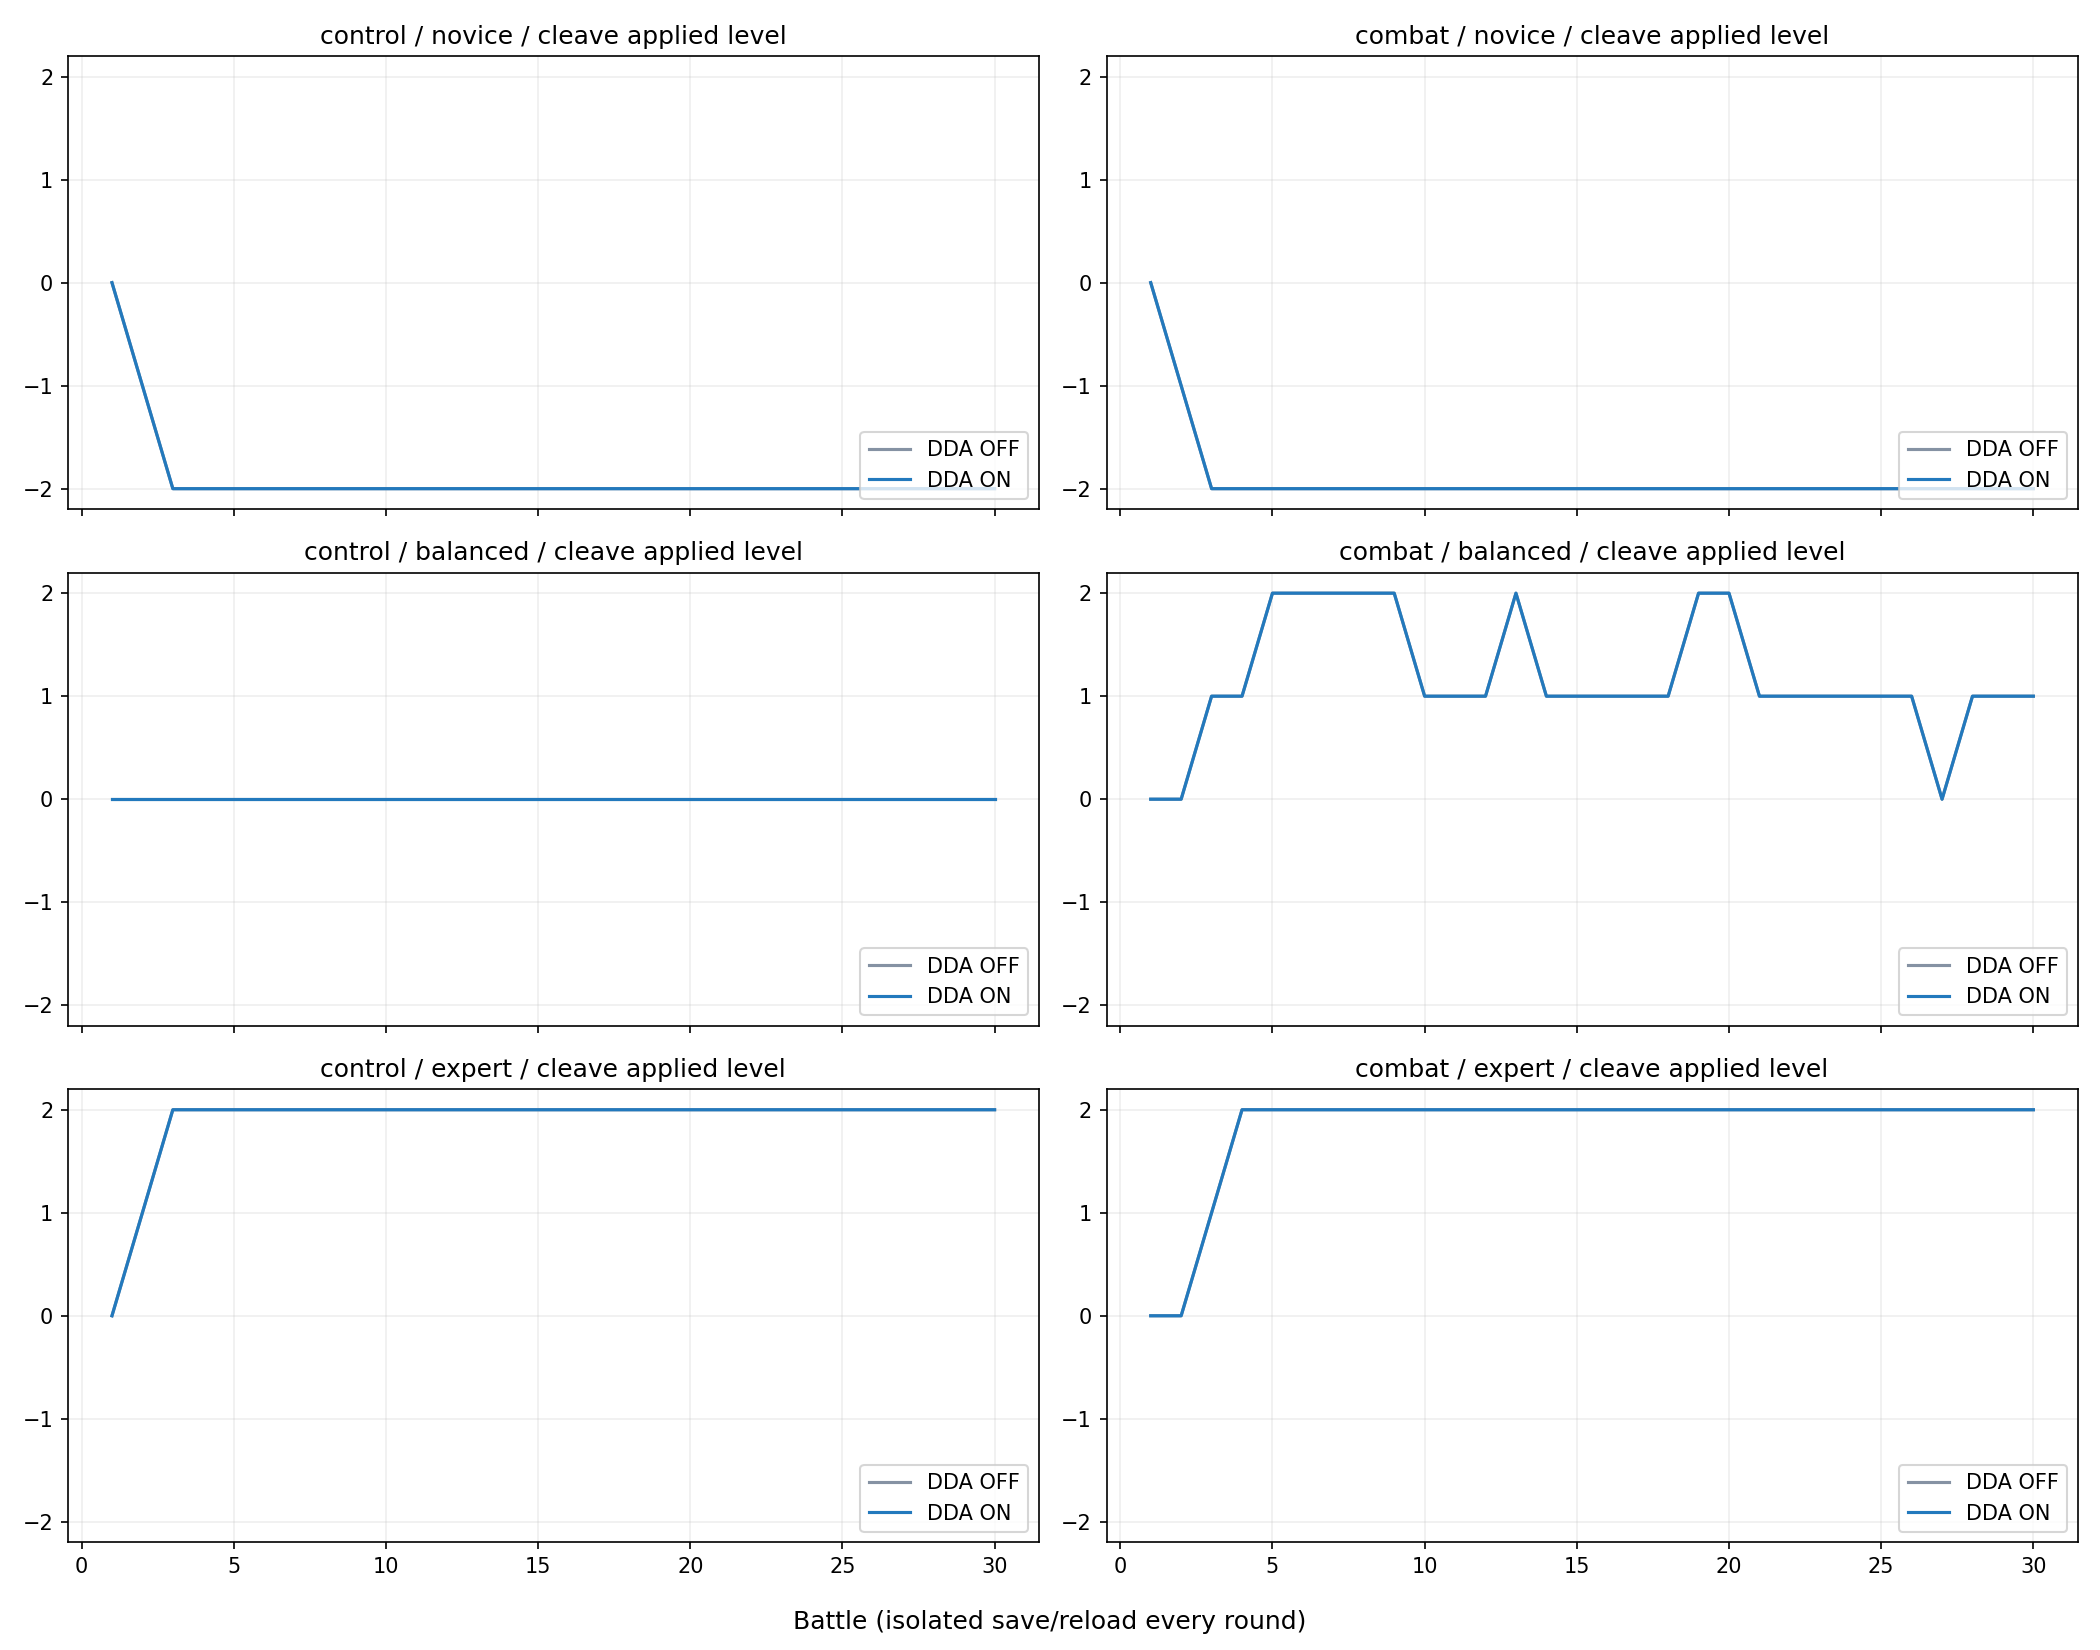 control / novice / cleave applied level
2
1
0
−1
−2
DDA OFF
DDA ON
combat / novice / cleave applied level
2
1
0
−1
−2
DDA OFF
DDA ON
control / balanced / cleave applied level
2
1
0
−1
−2
DDA OFF
DDA ON
combat / balanced / cleave applied level
2
1
0
−1
−2
DDA OFF
DDA ON
control / expert / cleave applied level
2
1
0
−1
−2
DDA OFF
DDA ON
0 5 10 15 20 25 30
combat / expert / cleave applied level
2
1
0
−1
−2
DDA OFF
DDA ON
0 5 10 15 20 25 30
Battle (isolated save/reload every round)